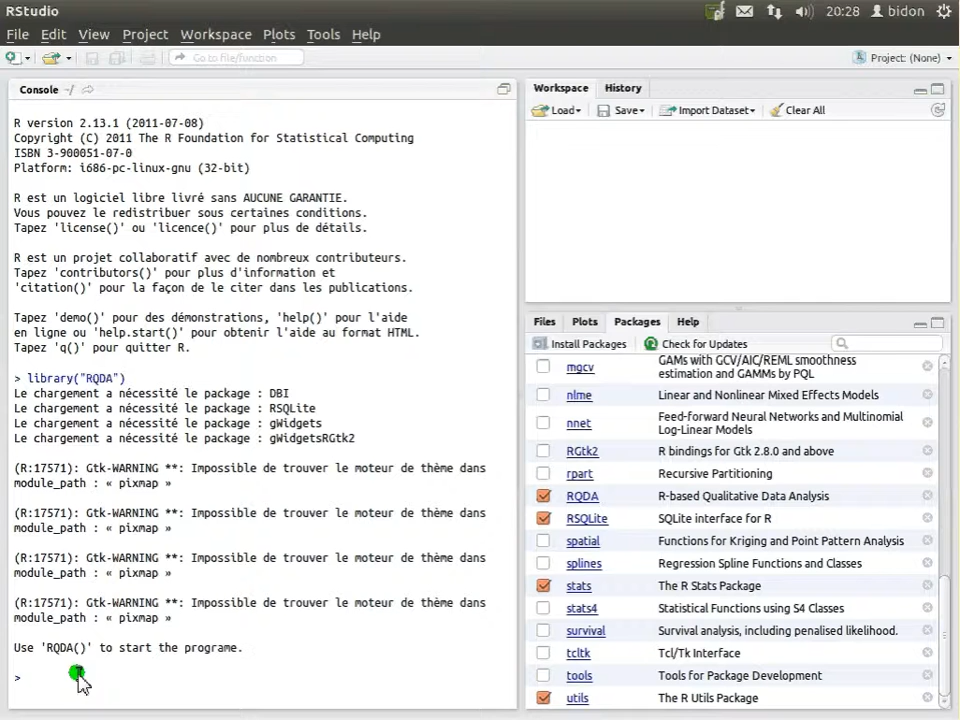 RStudio
20:28 bidon
File Edit View Project Workspace Plots Tools Help
Go to file/function
Project: (None)
Console ~/
R version 2.13.1 (2011-07-08)
Copyright (C) 2011 The R Foundation for Statistical Computing
ISBN 3-900051-07-0
Platform: i686-pc-linux-gnu (32-bit)
R est un logiciel libre livré sans AUCUNE GARANTIE.
Vous pouvez le redistribuer sous certaines conditions.
Tapez 'license()' ou 'licence()' pour plus de détails.
R est un projet collaboratif avec de nombreux contributeurs.
Tapez 'contributors()' pour plus d'information et
'citation()' pour la façon de le citer dans les publications.
Tapez 'demo()' pour des démonstrations, 'help()' pour l'aide
en ligne ou 'help.start()' pour obtenir l'aide au format HTML.
Tapez 'q()' pour quitter R.
> library("RQDA")
Le chargement a nécessité le package : DBI
Le chargement a nécessité le package : RSQLite
Le chargement a nécessité le package : gWidgets
Le chargement a nécessité le package : gWidgetsRGtk2
(R:17571): Gtk-WARNING **: Impossible de trouver le moteur de thème dans
module_path : « pixmap »
(R:17571): Gtk-WARNING **: Impossible de trouver le moteur de thème dans
module_path : « pixmap »
(R:17571): Gtk-WARNING **: Impossible de trouver le moteur de thème dans
module_path : « pixmap »
(R:17571): Gtk-WARNING **: Impossible de trouver le moteur de thème dans
module_path : « pixmap »
Use 'RQDA()' to start the programe.
>
Workspace History
Load Save Import Dataset Clear All
Files Plots Packages Help
Install Packages Check for Updates
mgcv GAMs with GCV/AIC/REML smoothness
estimation and GAMMs by PQL
nlme Linear and Nonlinear Mixed Effects Models
nnet Feed-forward Neural Networks and Multinomial
Log-Linear Models
RGtk2 R bindings for Gtk 2.8.0 and above
rpart Recursive Partitioning
RQDA R-based Qualitative Data Analysis
RSQLite SQLite interface for R
spatial Functions for Kriging and Point Pattern Analysis
splines Regression Spline Functions and Classes
stats The R Stats Package
stats4 Statistical Functions using S4 Classes
survival Survival analysis, including penalised likelihood.
tcltk Tcl/Tk Interface
tools Tools for Package Development
utils The R Utils Package